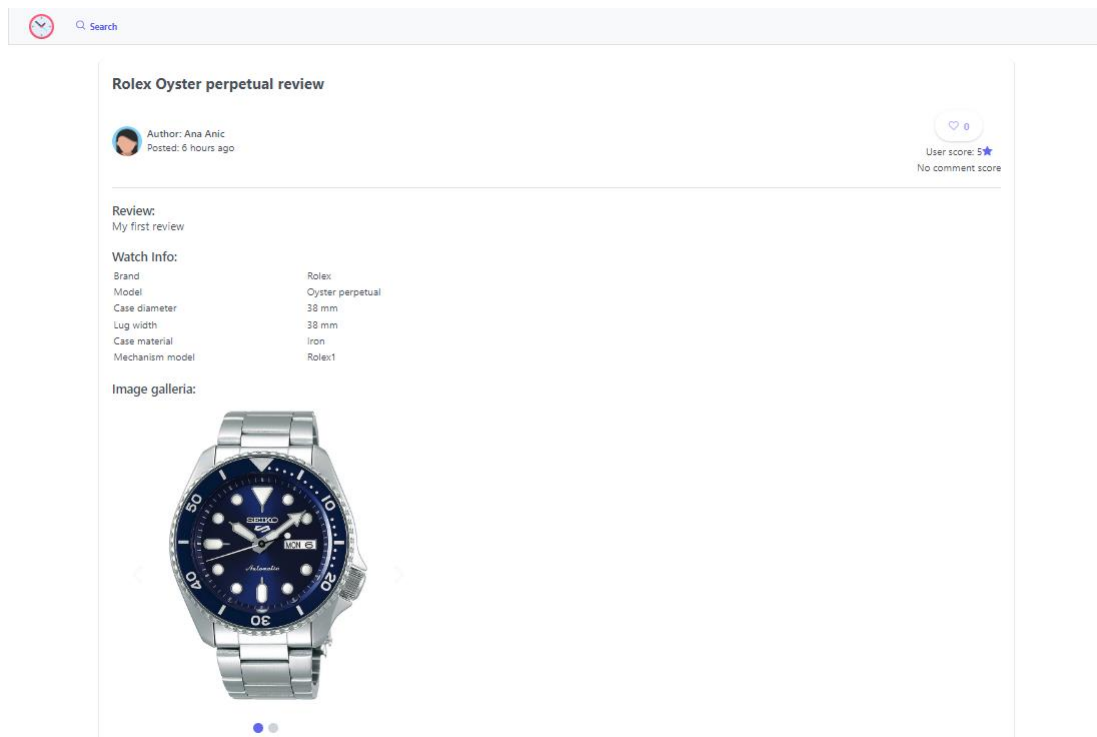 Search
Rolex Oyster perpetual review
Author: Ana Anic
Posted: 6 hours ago
0
User score: 5
No comment score
Review:
My first review
Watch Info:
Brand Rolex
Model Oyster perpetual
Case diameter 38 mm
Lug width 38 mm
Case material Iron
Mechanism model Rolex1
Image galleria:
SEIKO
5
MON 6
Automatic
50
10
40
20
30